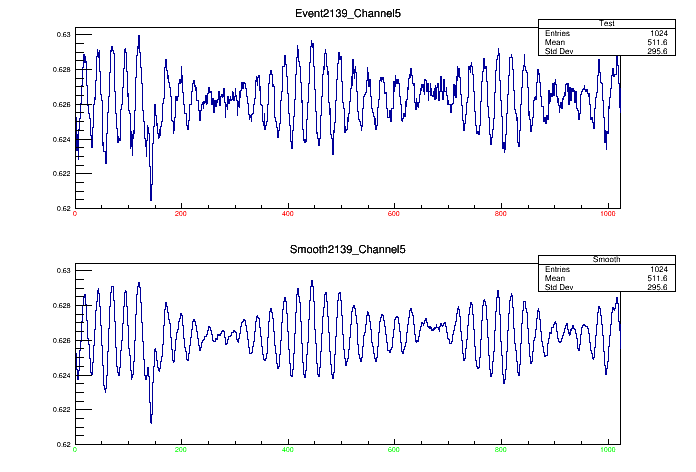 Event2139_Channel5
Test
Entries 1024
Mean 511.6
Std Dev 295.6
0.63
0.628
0.626
0.624
0.622
0.62
0 200 400 600 800 1000
Smooth2139_Channel5
Smooth
Entries 1024
Mean 511.6
Std Dev 295.6
0.63
0.628
0.626
0.624
0.622
0.62
0 200 400 600 800 1000